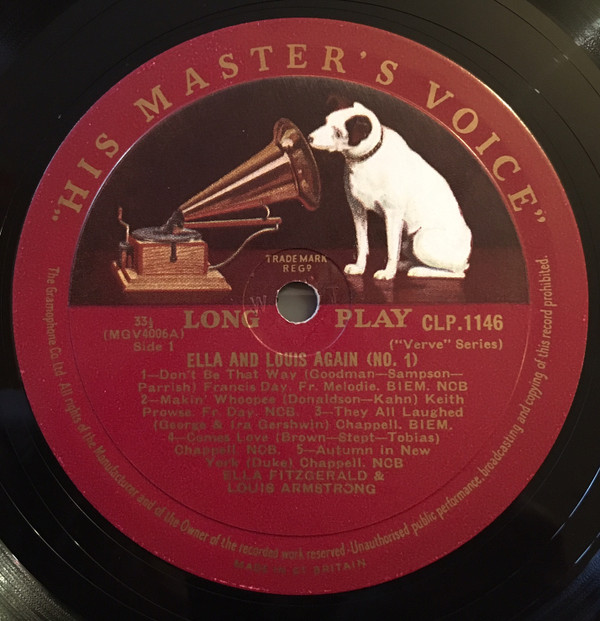 "HIS MASTER'S VOICE"
TRADE MARK
REGD
33⅓ LONG PLAY CLP.1146
(MGV4006A) ("Verve" Series)
Side 1
ELLA AND LOUIS AGAIN (NO. 1)
1—Don't Be That Way (Goodman—Sampson—
Parrish) Francis Day. Fr. Melodie. BIEM. NCB
2—Makin' Whoopee (Donaldson—Kahn) Keith
Prowse. Fr. Day. NCB. 3—They All Laughed
(George & Ira Gershwin) Chappell. BIEM.
4—Comes Love (Brown—Stept—Tobias)
Chappell. NCB. 5—Autumn in New
York (Duke) Chappell. NCB
ELLA FITZGERALD &
LOUIS ARMSTRONG
The Gramophone Co. Ltd. All rights of the Manufacturer and of the Owner of the recorded work reserved·Unauthorised public performance, broadcasting and copying of this record prohibited.
MADE IN GT. BRITAIN